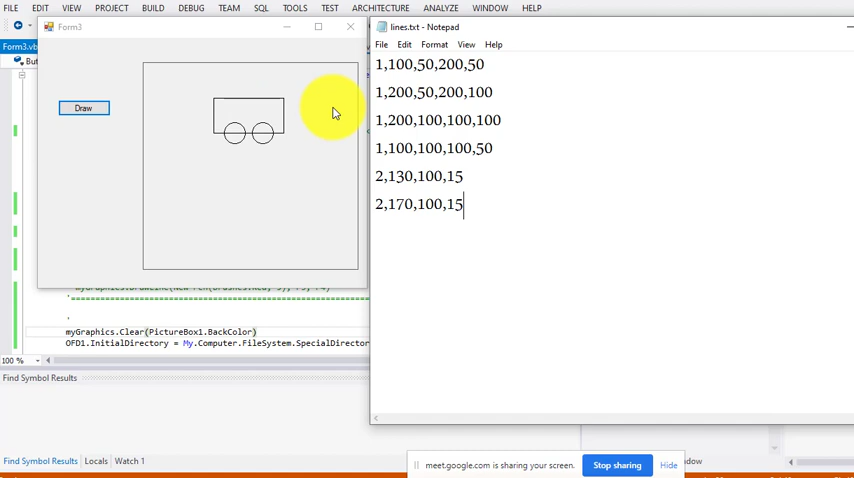 FILE EDIT VIEW PROJECT BUILD DEBUG TEAM SQL TOOLS TEST ARCHITECTURE ANALYZE WINDOW HELP
Form3
Form3.vb
Draw
lines.txt - Notepad
File Edit Format View Help
1,100,50,200,50
1,200,50,200,100
1,200,100,100,100
1,100,100,100,50
2,130,100,15
2,170,100,15
'==========================================================
'
myGraphics.Clear(PictureBox1.BackColor)
OFD1.InitialDirectory = My.Computer.FileSystem.SpecialDirector
100 %
Find Symbol Results
Find Symbol Results Locals Watch 1
meet.google.com is sharing your screen. Stop sharing Hide